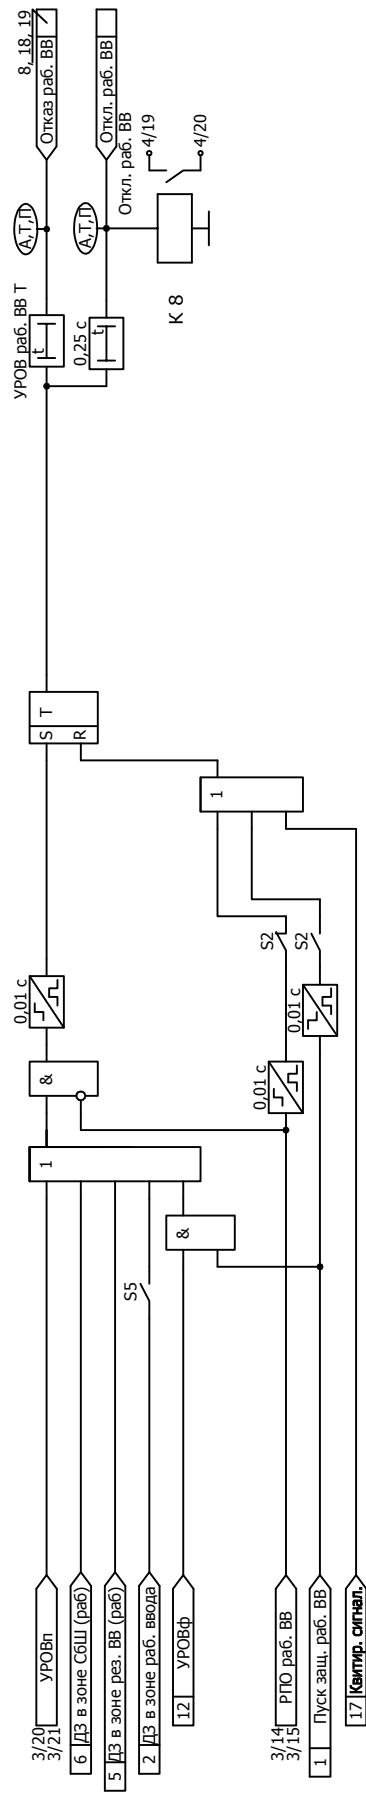 3/20
3/21
УРОВп
6 ДЗ в зоне СбШ (раб)
5 ДЗ в зоне рез. ВВ (раб)
2 ДЗ в зоне раб. ввода
12 УРОВф
3/14
3/15
РПО раб. ВВ
1 Пуск защ. раб. ВВ
17 Квитир. сигнал.
S5
&
1
&
0,01 с
0,01 с
0,01 с
S2
S2
1
S T
R
УРОВ раб. ВВ Т
t
0,25 с
t
А,Т,П
А,Т,П
К 8
Откл. раб. ВВ
4/19
4/20
Отказ раб. ВВ
8, 18, 19
Откл. раб. ВВ